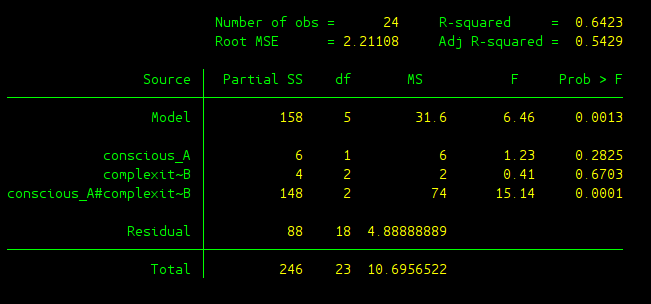 Number of obs = 24 R-squared = 0.6423
Root MSE = 2.21108 Adj R-squared = 0.5429
Source Partial SS df MS F Prob > F
Model 158 5 31.6 6.46 0.0013
conscious_A 6 1 6 1.23 0.2825
complexit~B 4 2 2 0.41 0.6703
conscious_A#complexit~B 148 2 74 15.14 0.0001
Residual 88 18 4.88888889
Total 246 23 10.6956522